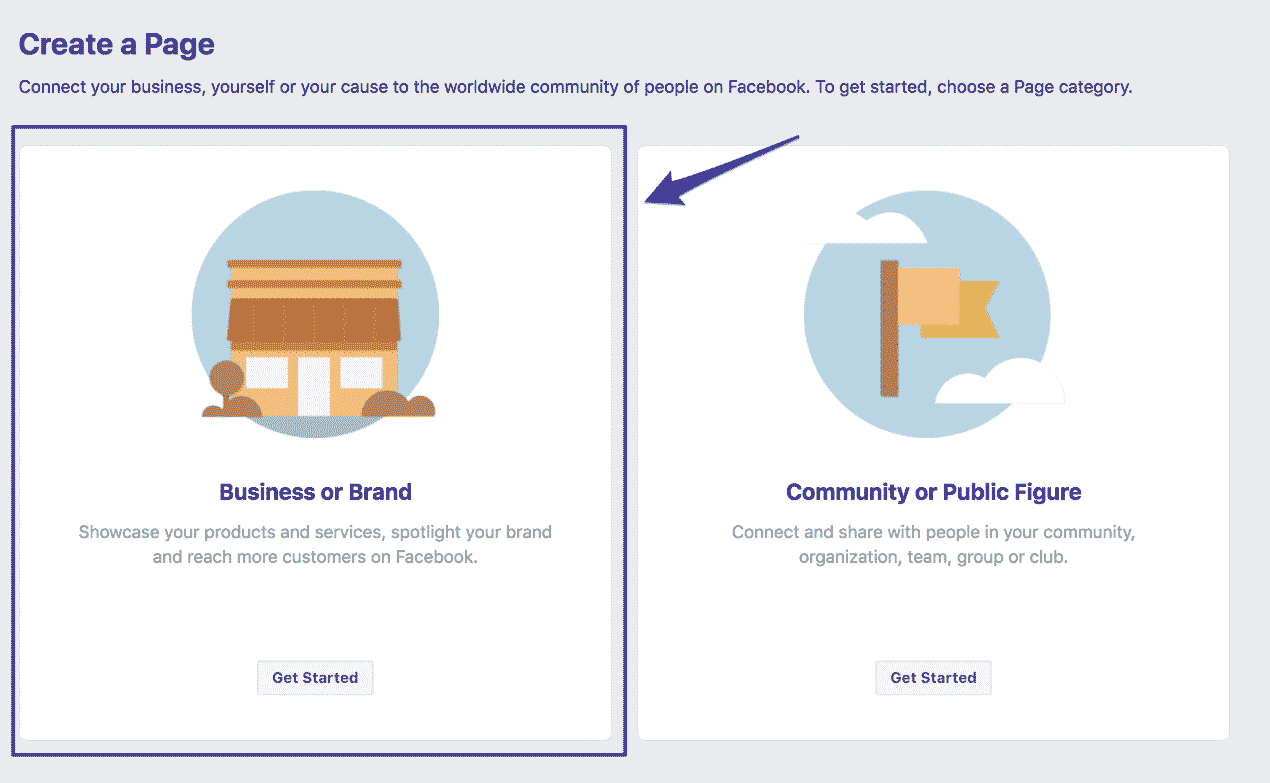 Create a Page
Connect your business, yourself or your cause to the worldwide community of people on Facebook. To get started, choose a Page category.
Business or Brand
Showcase your products and services, spotlight your brand
and reach more customers on Facebook.
Get Started
Community or Public Figure
Connect and share with people in your community,
organization, team, group or club.
Get Started